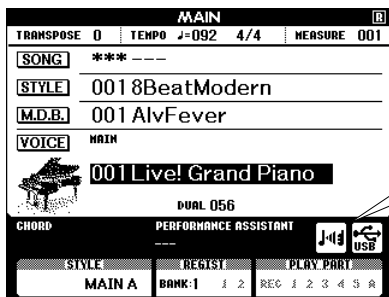 MAIN R
TRANSPOSE 0 TEMPO ♩=092 4/4 MEASURE 001
SONG *** ---
STYLE 001 8BeatModern
M.D.B. 001 AlvFever
VOICE MAIN
001 Live! Grand Piano
DUAL 056
CHORD PERFORMANCE ASSISTANT
---
USB
STYLE REGIST PLAY PART
MAIN A BANK:1 1 2 REC 1 2 3 4 5 A